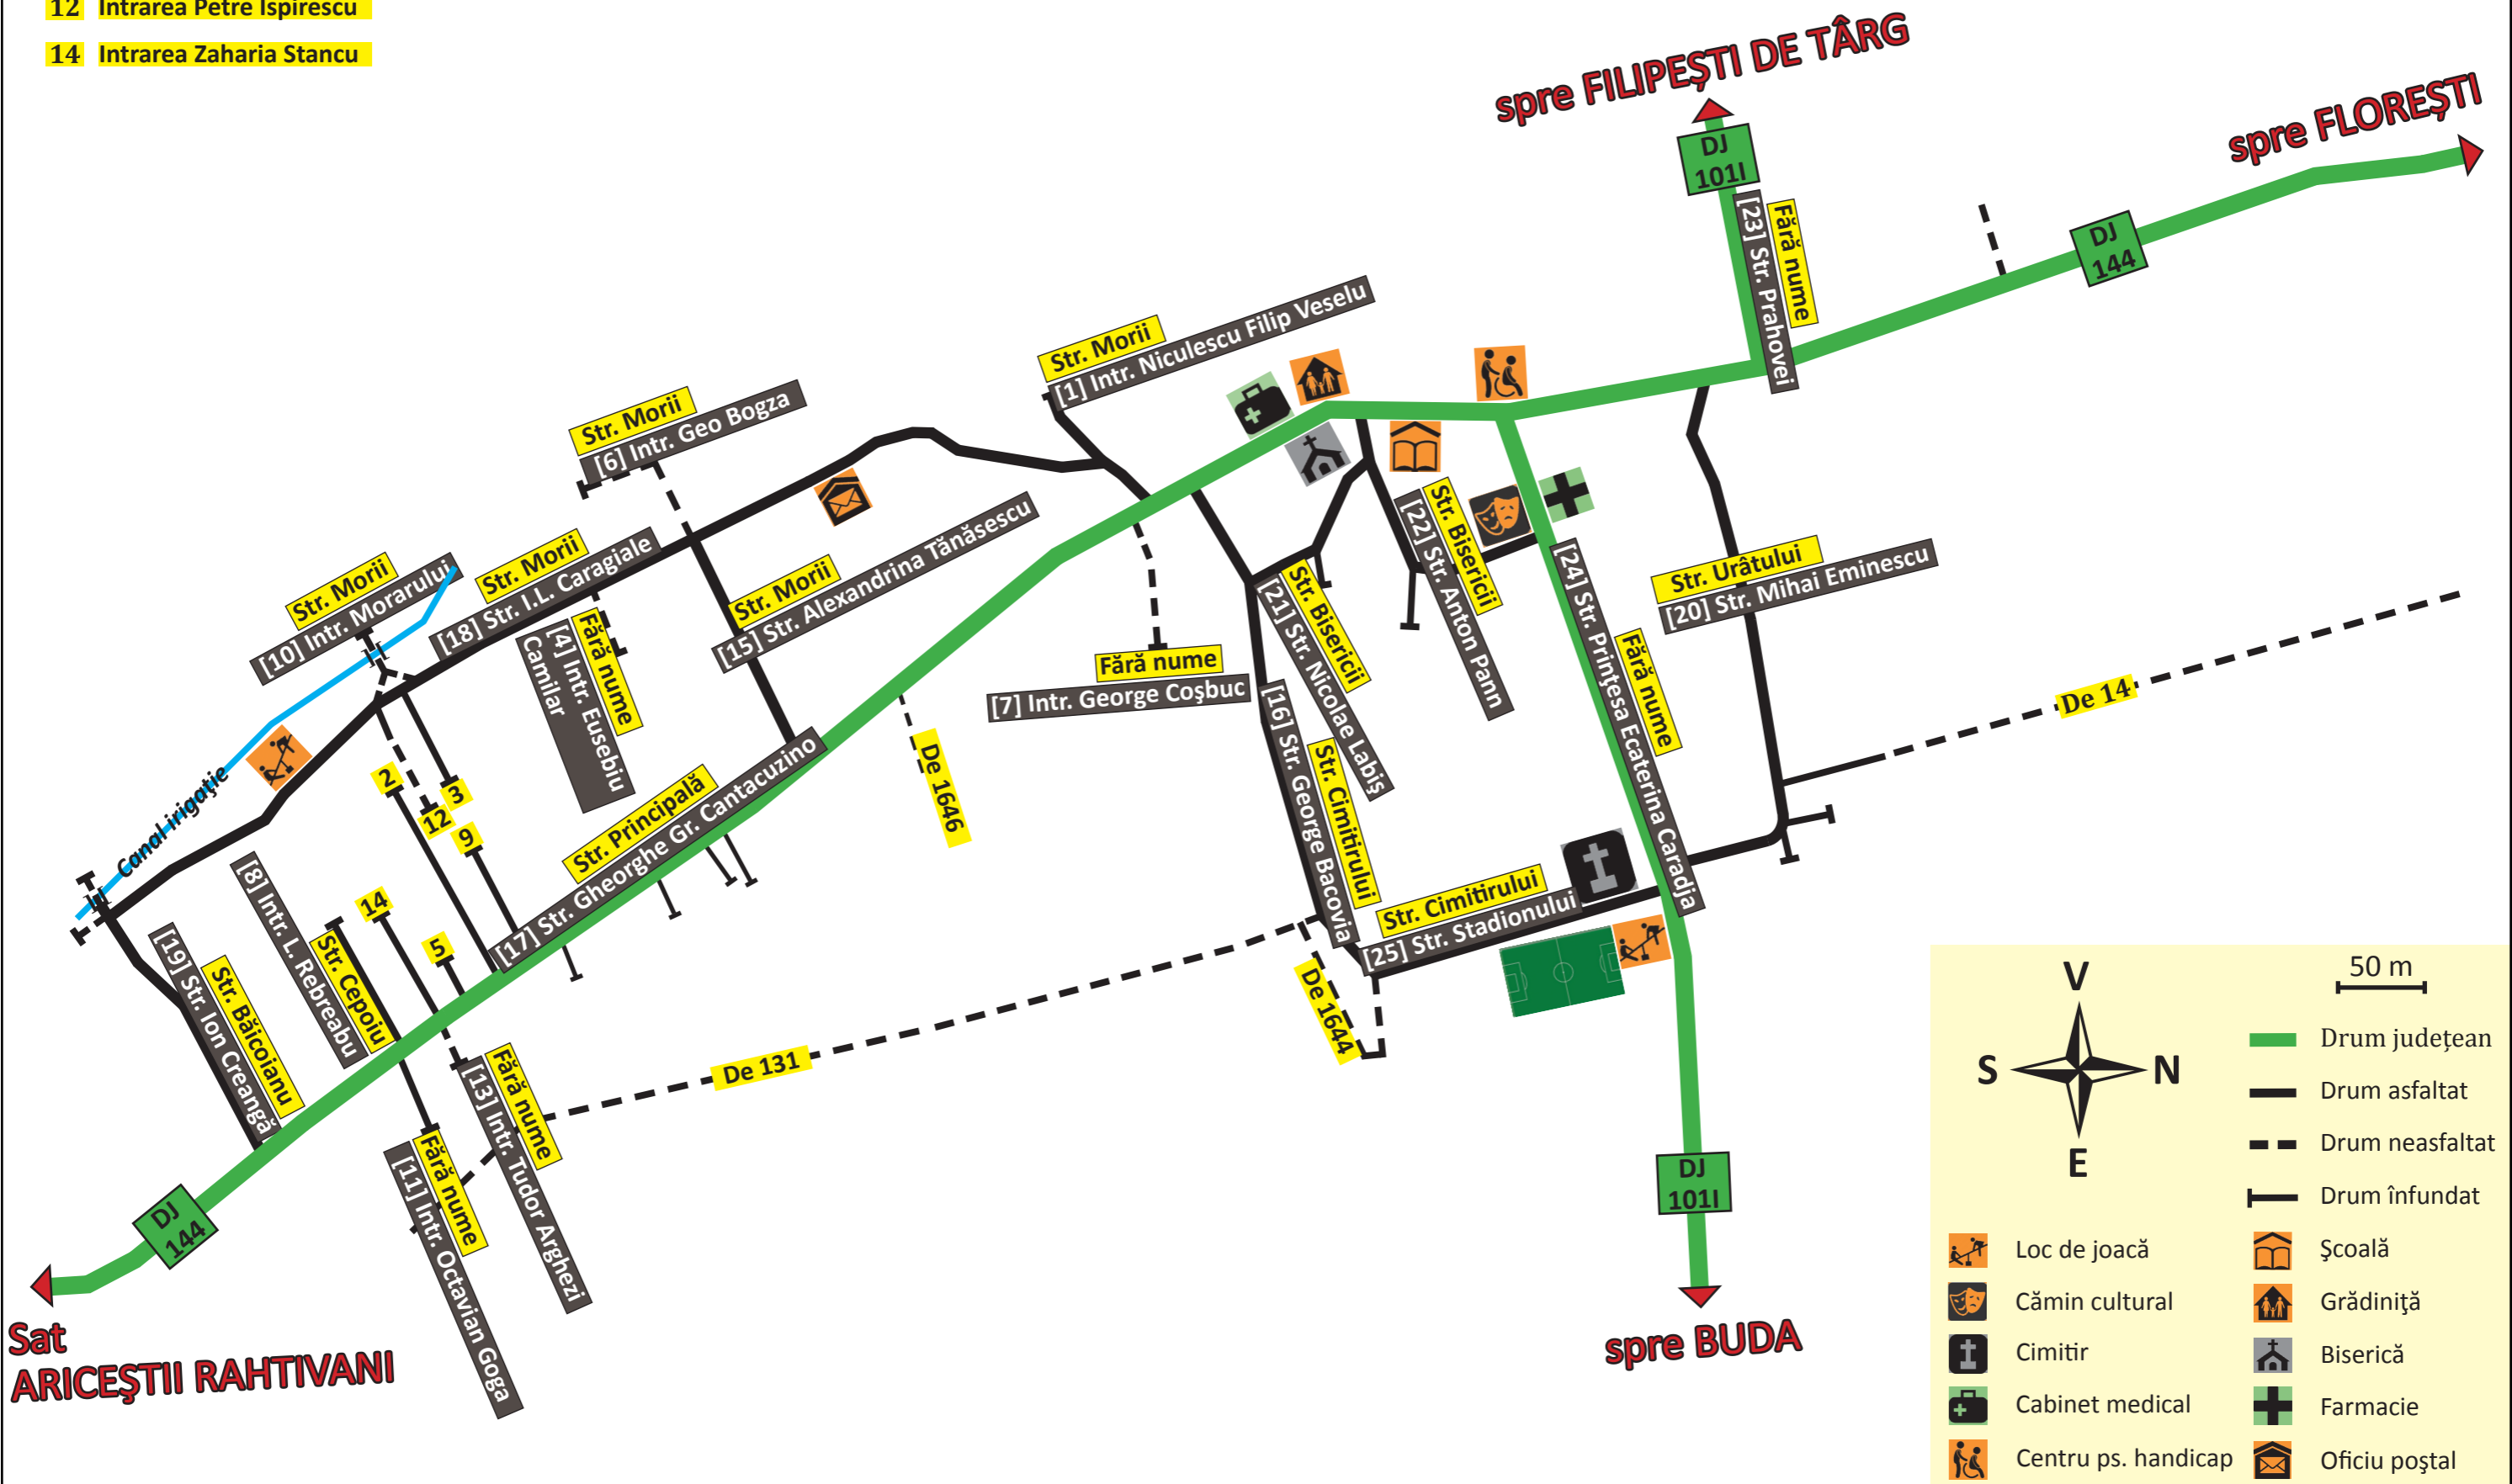 12 Intrarea Petre Ispirescu
14 Intrarea Zaharia Stancu
spre FILIPEŞTI DE TÂRG
spre FLOREŞTI
DJ
101I
[23] Str. Prahovei
Fără nume
DJ
144
Str. Morii
[1] Intr. Niculescu Filip Veselu
Str. Morii
[6] Intr. Geo Bogza
Str. Morii
[10] Intr. Morarului
Str. Morii
[18] Str. I.L. Caragiale
Str. Morii
[15] Str. Alexandrina Tănăsescu
Fără nume
[4] Intr. Eusebiu
Camilar
Fără nume
[7] Intr. George Coşbuc
Str. Bisericii
[22] Str. Anton Pann
Str. Bisericii
[21] Str. Nicolae Labiş
[24] Str. Prinţesa Ecaterina Caradja
Fără nume
Str. Urâtului
[20] Str. Mihai Eminescu
De 14
[16] Str. George Bacovia
Str. Cimitirului
Str. Cimitirului
[25] Str. Stadionului
De 1644
De 1646
De 131
Str. Principală
[17] Str. Gheorghe Gr. Cantacuzino
Canal irigaţie
2
3
12
9
14
5
[8] Intr. L. Rebreabu
Str. Cepoiu
[19] Str. Ion Creangă
Str. Băicoianu
Fără nume
[13] Intr. Tudor Arghezi
Fără nume
[11] Intr. Octavian Goga
DJ
144
Sat
ARICEŞTII RAHTIVANI
DJ
101I
spre BUDA
V
S
N
E
50 m
Drum județean
Drum asfaltat
Drum neasfaltat
Drum înfundat
Loc de joacă
Şcoală
Cămin cultural
Grădiniţă
Cimitir
Biserică
Cabinet medical
Farmacie
Centru ps. handicap
Oficiu poştal